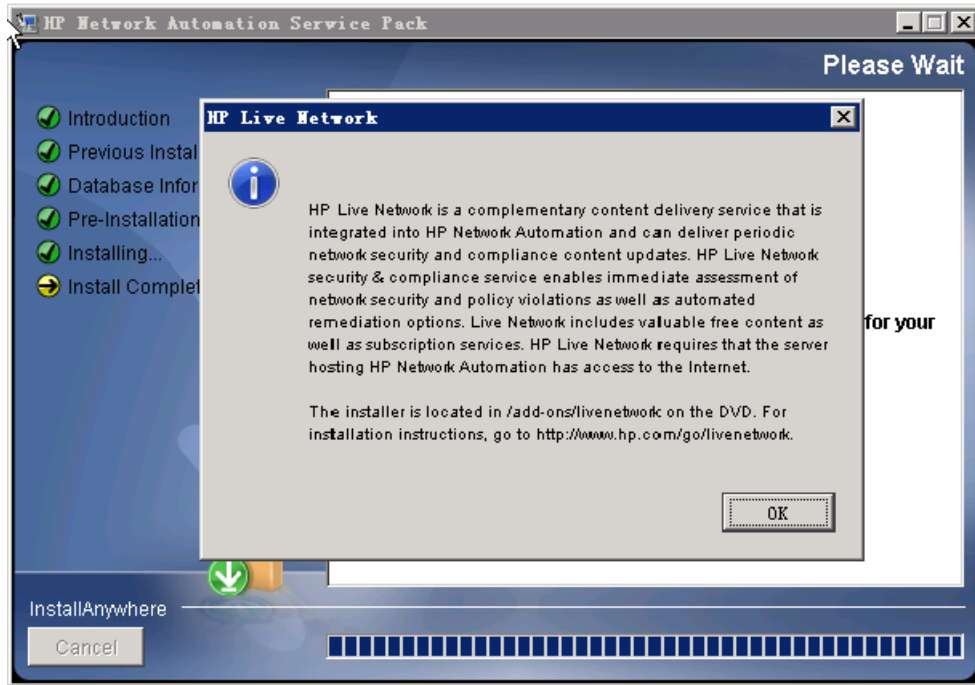 HP Network Automation Service Pack
Please Wait
Introduction
Previous Instal
Database Infor
Pre-Installation
Installing...
Install Complet
HP Live Network
HP Live Network is a complementary content delivery service that is
integrated into HP Network Automation and can deliver periodic
network security and compliance content updates. HP Live Network
security & compliance service enables immediate assessment of
network security and policy violations as well as automated
remediation options. Live Network includes valuable free content as
well as subscription services. HP Live Network requires that the server
hosting HP Network Automation has access to the Internet.
The installer is located in /add-ons/livenetwork on the DVD. For
installation instructions, go to http://www.hp.com/go/livenetwork.
OK
for your
InstallAnywhere
Cancel